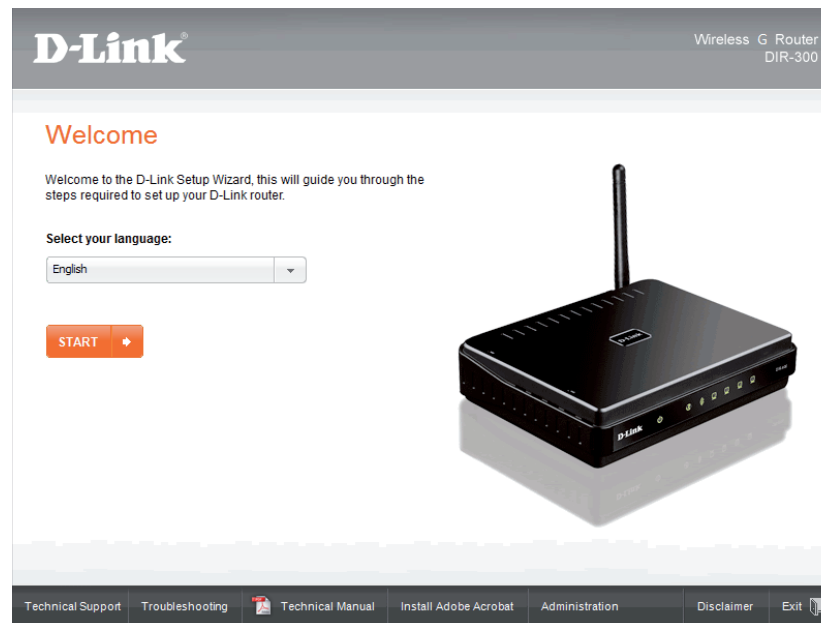 D-Link®
Wireless G Router
DIR-300
Welcome
Welcome to the D-Link Setup Wizard, this will guide you through the
steps required to set up your D-Link router.
Select your language:
English
START
D-Link
D-Link
Technical Support
Troubleshooting
Technical Manual
Install Adobe Acrobat
Administration
Disclaimer
Exit